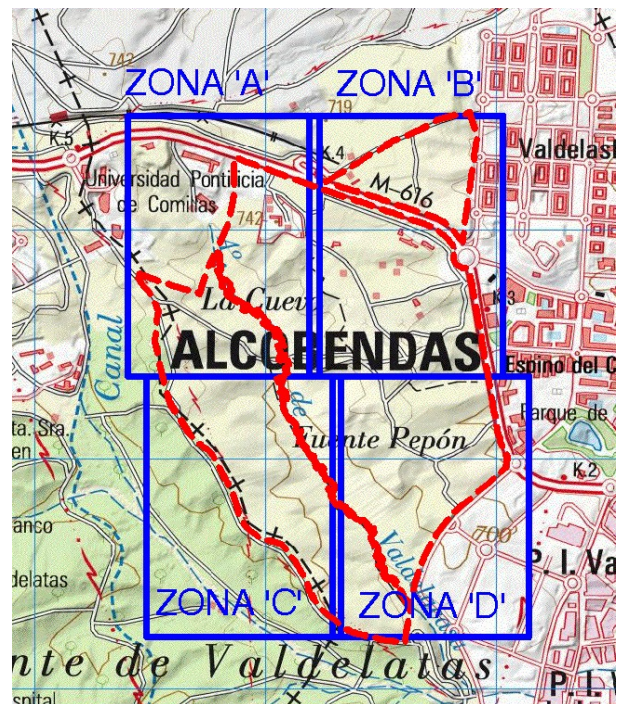 742
ZONA 'A'
ZONA 'B'
719
K.5
K.4
Valdelas
Universidad Pontificia
de Comillas
M-616
742
Aº
La Cueva
K.3
Canal
ALCOBENDAS
Espino del C
de
Parque de
ta. Sra.
en
Fuente Pepón
K.2
anco
700
delatas
P. I. Va
ZONA 'C'
ZONA 'D'
nte de Valdelatas
P. I. V
spital